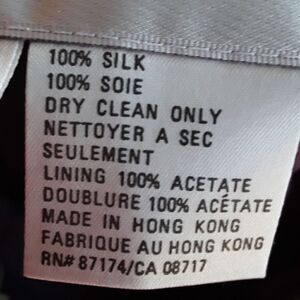 100% SILK
100% SOIE
DRY CLEAN ONLY
NETTOYER A SEC
SEULEMENT
LINING 100% ACETATE
DOUBLURE 100% ACÉTATE
MADE IN HONG KONG
FABRIQUE AU HONG KONG
RN# 87174/CA 08717